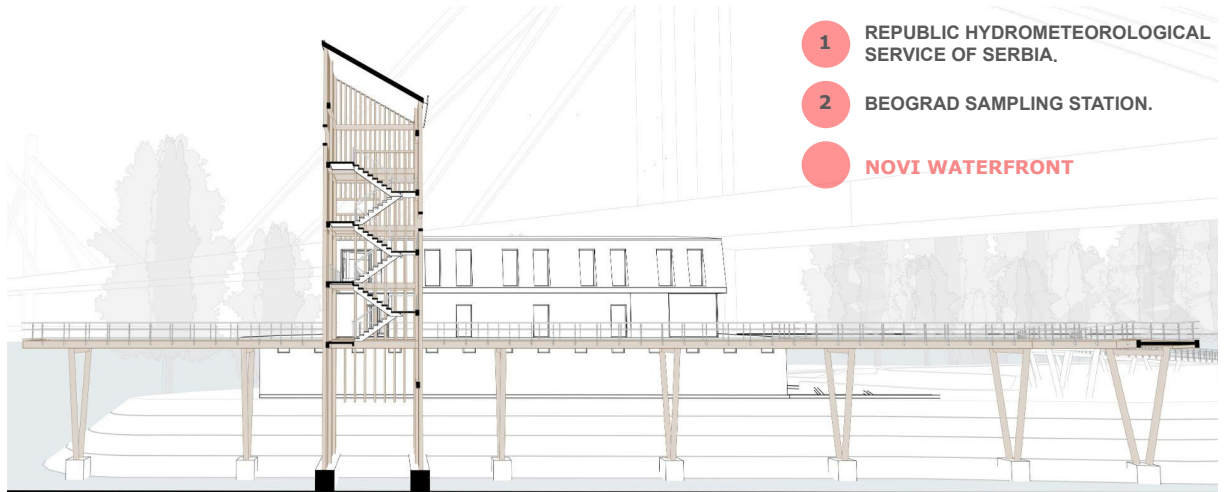 1 REPUBLIC HYDROMETEOROLOGICAL
SERVICE OF SERBIA.
2 BEOGRAD SAMPLING STATION.
NOVI WATERFRONT